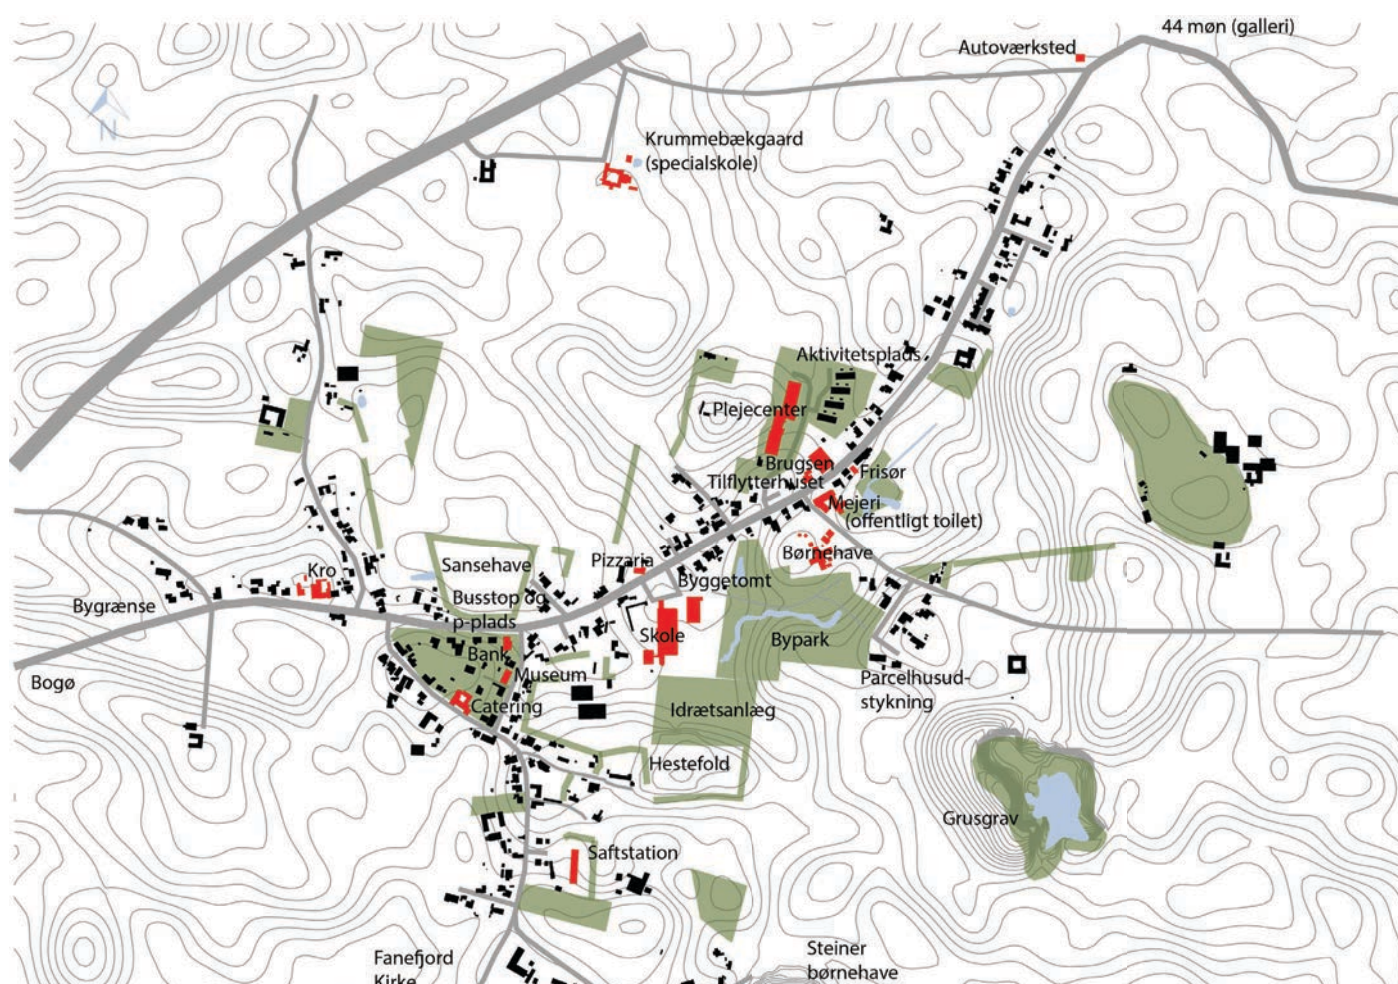 44 møn (galleri)
Autoværksted
N
Krummebækgaard
(specialskole)
Aktivitetsplads
Plejecenter
Brugsen
Frisør
Tilflytterhuset
Mejeri
(offentligt toilet)
Børnehave
Pizzaria
Sansehave
Kro
Byggetomt
Busstop og
p-plads
Bygrænse
Skole
Bypark
Bank
Museum
Bogø
Parcelhusud-
stykning
Catering
Idrætsanlæg
Hestefold
Grusgrav
Saftstation
Fanefjord
Kirke
Steiner
børnehave